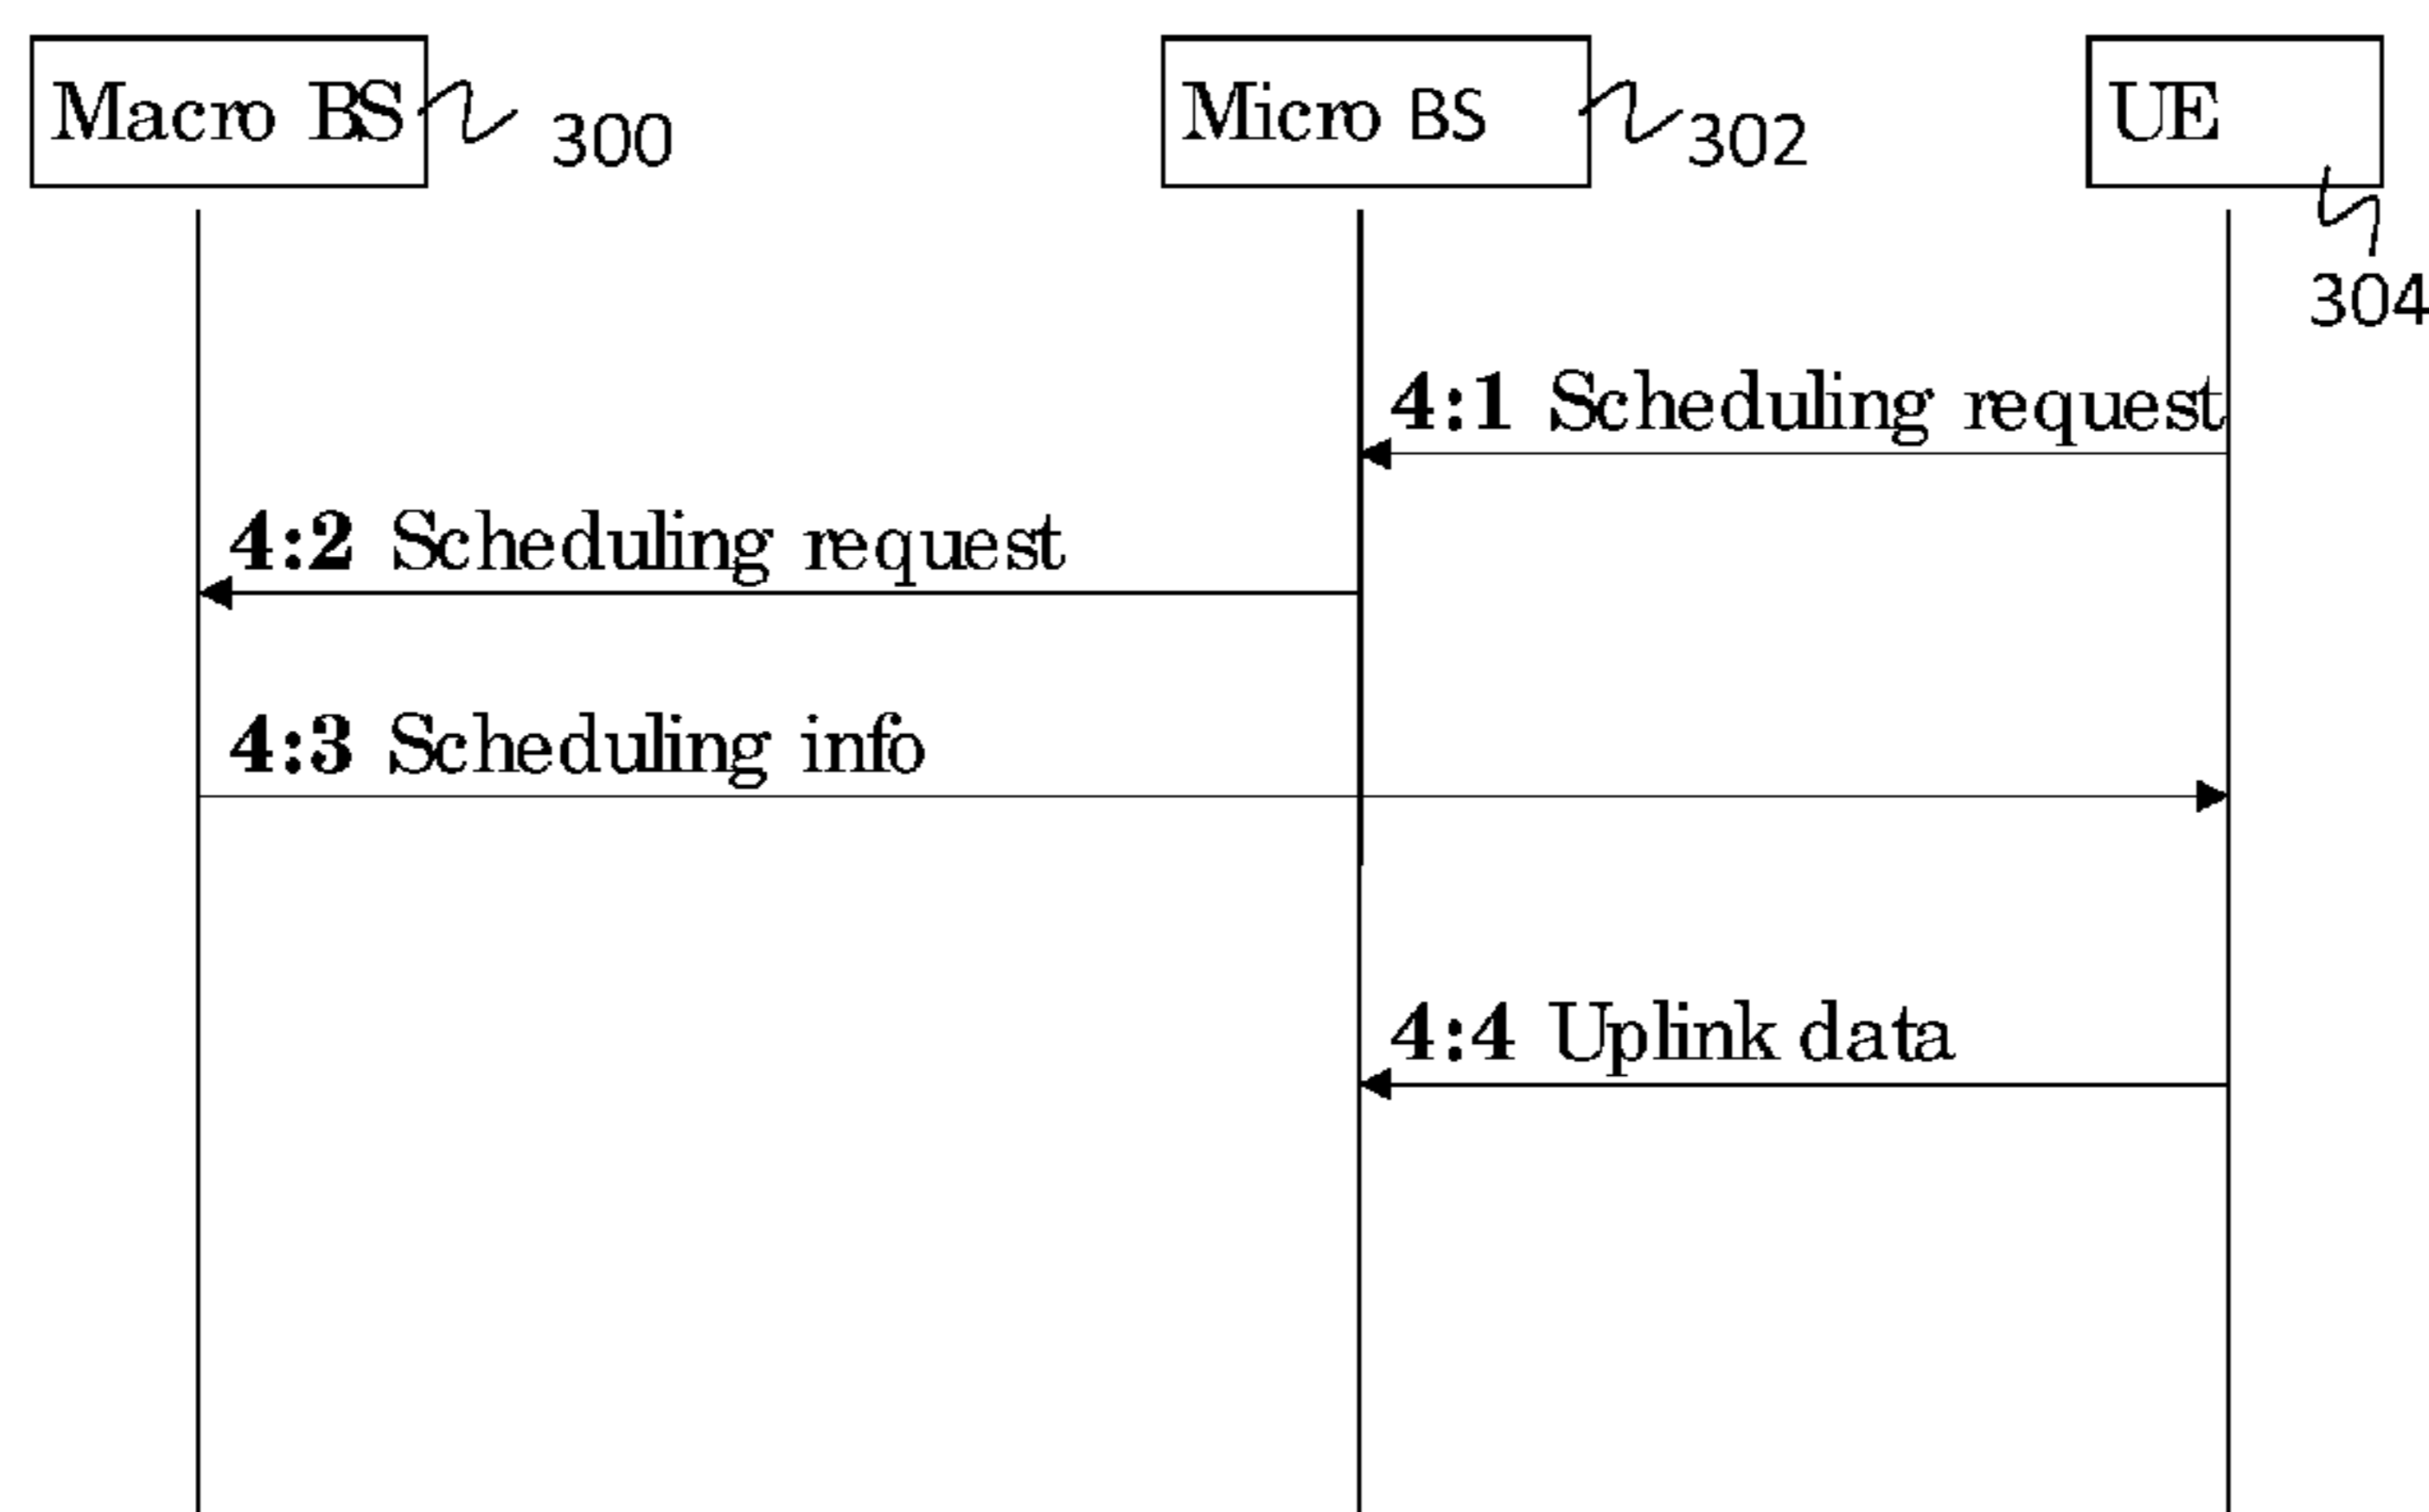 Macro BS
300
Micro BS
302
UE
304
4:1 Scheduling request
4:2 Scheduling request
4:3 Scheduling info
4:4 Uplink data